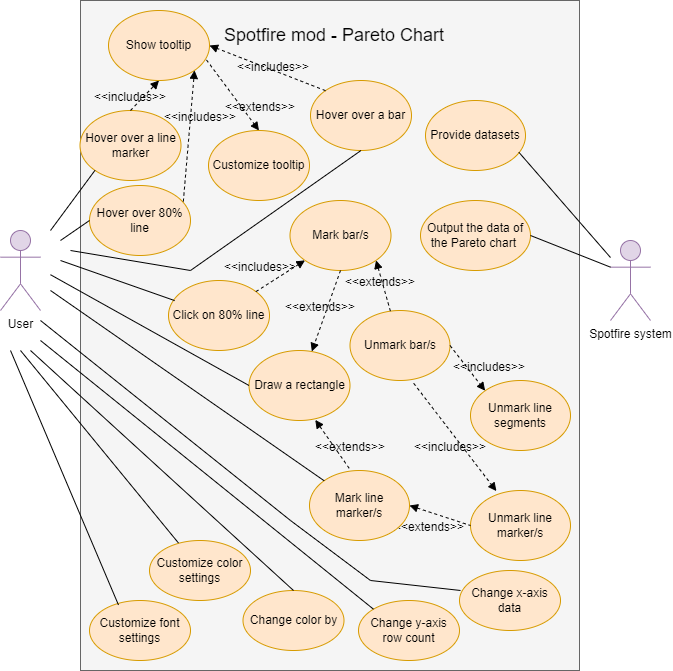 Spotfire mod - Pareto Chart
Show tooltip
<<includes>>
<<includes>>
<<includes>>
<<extends>>
Hover over a bar
Hover over a line
marker
Customize tooltip
Provide datasets
Hover over 80%
line
Mark bar/s
Output the data of
the Pareto chart
<<includes>>
<<extends>>
<<extends>>
Click on 80% line
User
Spotfire system
Unmark bar/s
<<includes>>
Draw a rectangle
Unmark line
segments
<<extends>>
<<includes>>
Mark line
marker/s
<<extends>>
Unmark line
marker/s
Customize color
settings
Change x-axis
data
Customize font
settings
Change color by
Change y-axis
row count